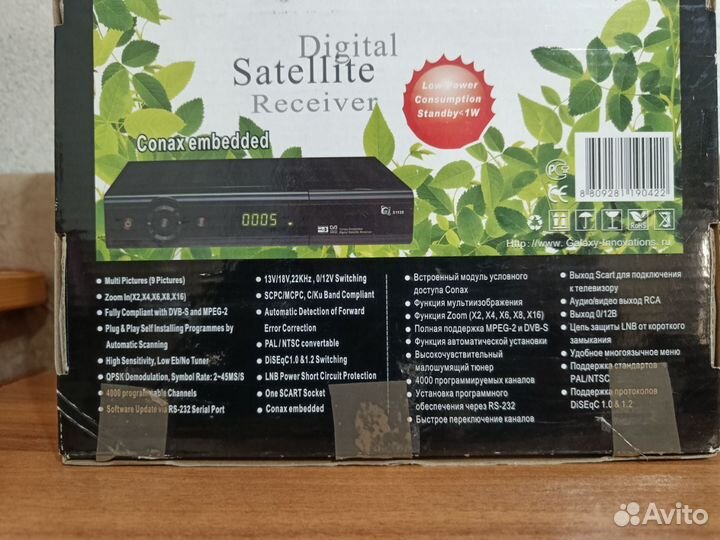 Digital
Satellite
Receiver
Low Power
Consumption
Standby<1W
Conax embedded
0005
8 809281 190422
RoHS
Http://www.Galaxy-Innovations.ru
Multi Pictures (9 Pictures)
Zoom In(X2,X4,X6,X8,X16)
Fully Compliant with DVB-S and MPEG-2
Plug & Play Self Installing Programmes by
Automatic Scanning
High Sensitivity, Low Eb/No Tuner
QPSK Demodulation, Symbol Rate: 2~45MS/S
4000 programmable Channels
Software Update via RS-232 Serial Port
13V/18V,22KHz , 0/12V Switching
SCPC/MCPC, C/Ku Band Compliant
Automatic Detection of Forward
Error Correction
PAL / NTSC convertable
DiSEqC1.0 &1.2 Switching
LNB Power Short Circuit Protection
One SCART Socket
Conax embedded
Встроенный модуль условного
доступа Conax
Функция мультиизображения
Функция Zoom (X2, X4, X6, X8, X16)
Полная поддержка MPEG-2 и DVB-S
Функция автоматической установки
Высокочувствительный
малошумящий тюнер
4000 программируемых каналов
Установка программного
обеспечения через RS-232
Быстрое переключение каналов
Выход Scart для подключения
к телевизору
Аудио/видео выход RCA
Выход 0/12В
Цепь защиты LNB от короткого
замыкания
Удобное многоязычное меню
Поддержка стандартов
PAL/NTSC
Поддержка протоколов
DiSEqC 1.0 & 1.2
Avito